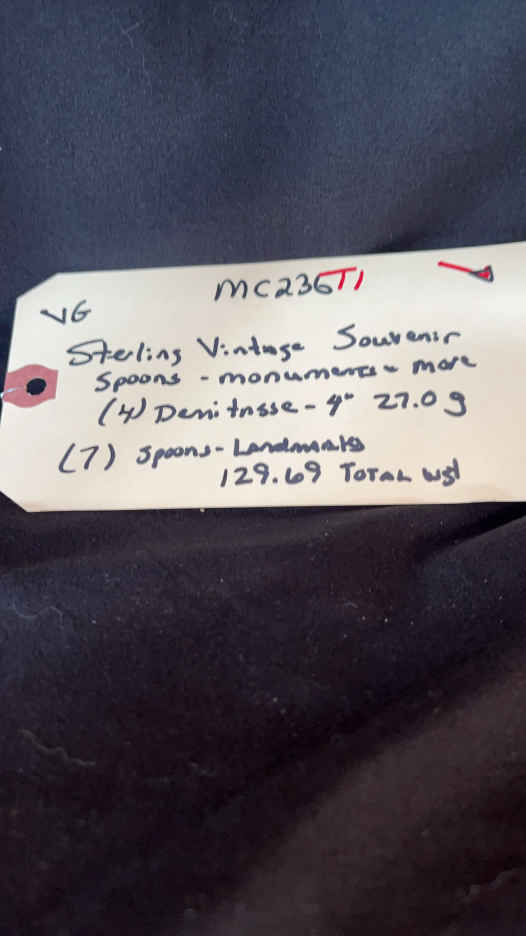 MC236T1
VG
Sterling Vintage Souvenir
Spoons - monuments & more
(4) Demitasse - 4" 27.0 g
(7) Spoons - Landmarks
129.69 TOTAL wgt